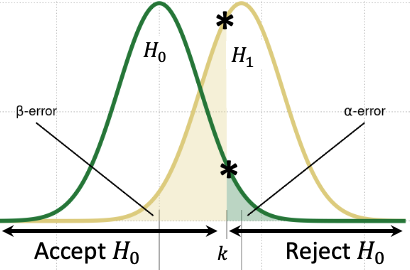 H₀
H₁
β-error
α-error
*
*
Accept H₀
k
Reject H₀